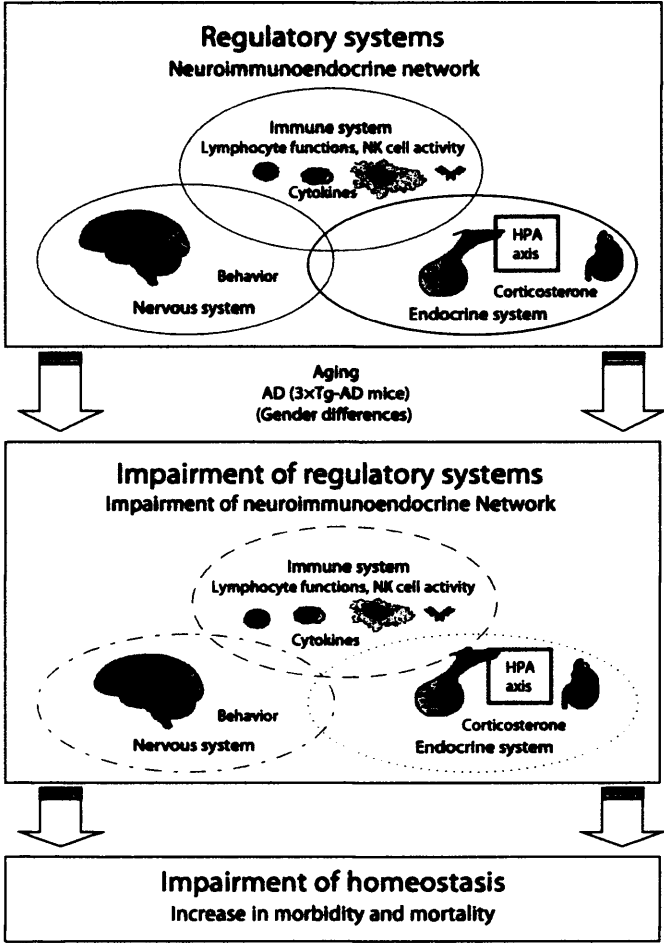 Regulatory systems
Neuroimmunoendocrine network
Immune system
Lymphocyte functions, NK cell activity
Cytokines
HPA
axis
Behavior
Corticosterone
Nervous system
Endocrine system
Aging
AD (3×Tg-AD mice)
(Gender differences)
Impairment of regulatory systems
Impairment of neuroimmunoendocrine Network
Immune system
Lymphocyte functions, NK cell activity
Cytokines
HPA
axis
Behavior
Corticosterone
Nervous system
Endocrine system
Impairment of homeostasis
Increase in morbidity and mortality